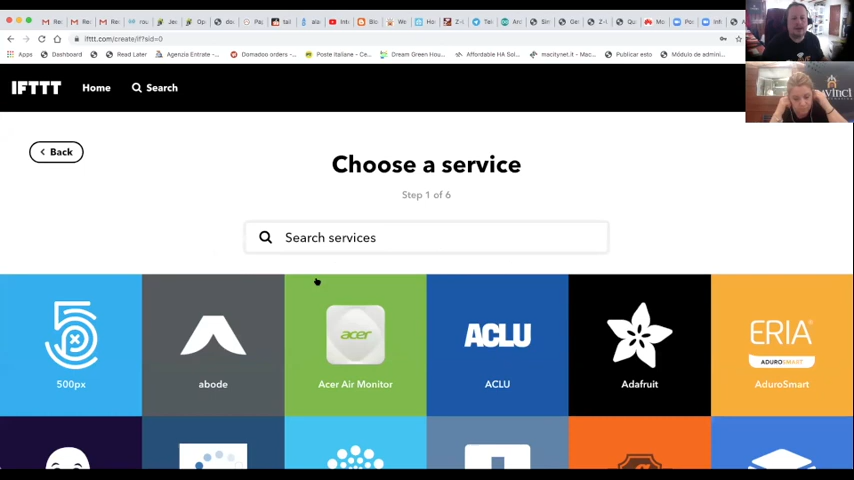 ifttt.com/create/if?sid=0
Apps Dashboard Read Later Agenzia Entrate -... Domadoo orders -... Poste Italiane - Ce... Dream Green Hou... Affordable HA Sol... macitynet.it - Mac... Publicar esto Módulo de admini...
IFTTT Home Search
Back
Choose a service
Step 1 of 6
Search services
5
acer
ACLU
ERIA
ADUROSMART
500px abode Acer Air Monitor ACLU Adafruit AduroSmart